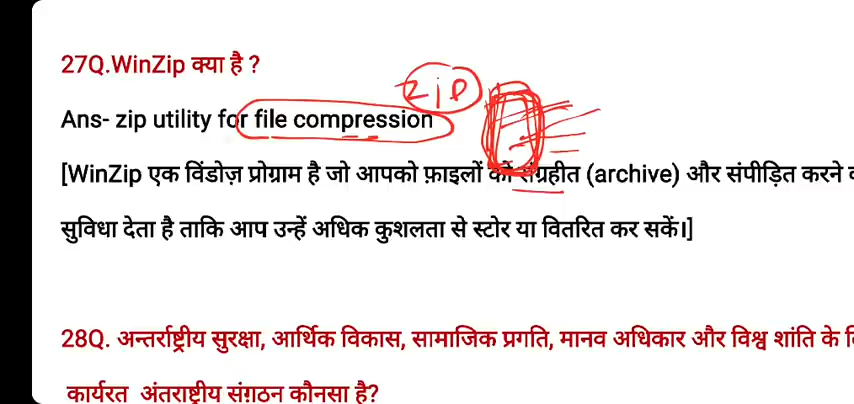 27Q.WinZip क्या है ?
zip
Ans- zip utility for file compression
[WinZip एक विंडोज़ प्रोग्राम है जो आपको फ़ाइलों को संग्रहीत (archive) और संपीड़ित करने
सुविधा देता है ताकि आप उन्हें अधिक कुशलता से स्टोर या वितरित कर सकें।]
28Q. अन्तर्राष्ट्रीय सुरक्षा, आर्थिक विकास, सामाजिक प्रगति, मानव अधिकार और विश्व शांति के
कार्यरत अंतराष्ट्रीय संगठन कौनसा है?